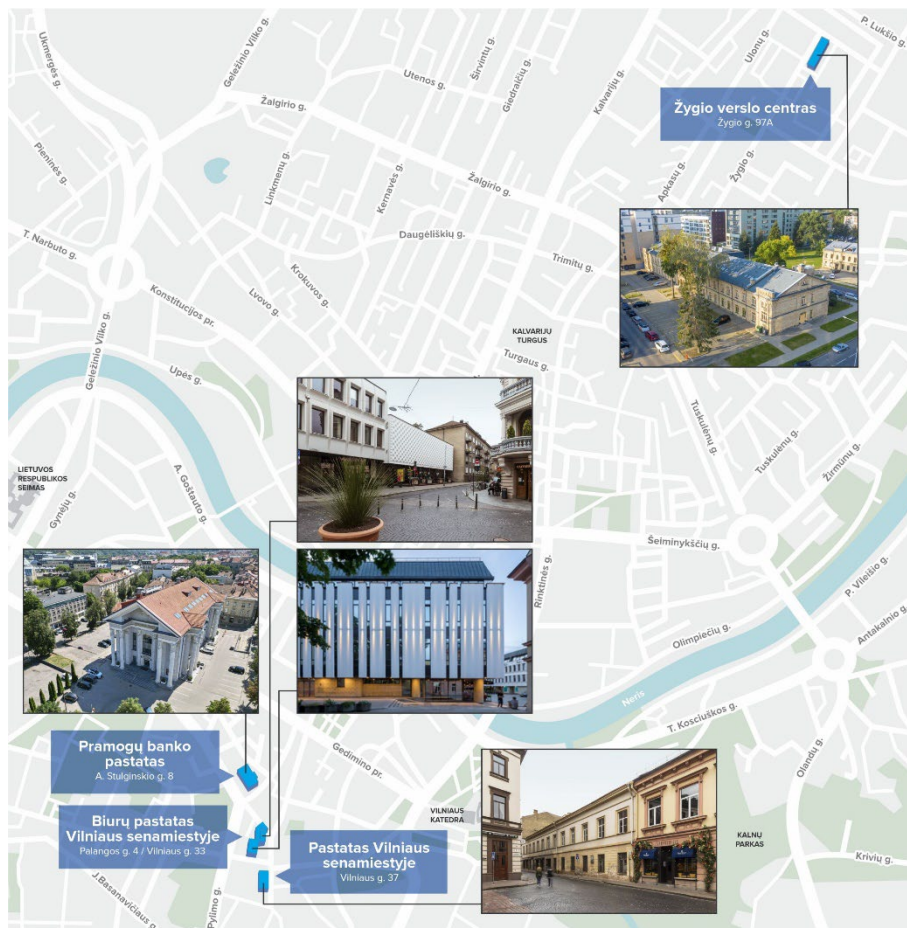 Ukmergės g.
Geležinio Vilko g.
Utenos g.
Širvintų g.
Giedraičių g.
Kalvarijų g.
Ulonų g.
P. Lukšio g.
Žygio verslo centras
Žygio g. 97A
Žalgirio g.
Pieninės g.
Linkmenų g.
Kernavės g.
Žalgirio g.
Apkasų g.
Žygio g.
T. Narbuto g.
Daugėliškių g.
Trimitų g.
Krokuvos g.
Lvovo g.
Konstitucijos pr.
Geležinio Vilko g.
KALVARIJŲ
TURGUS
Turgaus g.
Upės g.
Tuskulėnų g.
Tuskulėnų g.
Žirmūnų g.
LIETUVOS
RESPUBLIKOS
SEIMAS
A. Goštauto g.
Gynėjų g.
Šeiminykščių g.
Rinktinės g.
P. Vileišio g.
Olimpiečių g.
Antakalnio g.
Neris
T. Kosciuškos g.
Olandų g.
Pramogų banko
pastatas
A. Stulginskio g. 8
Gedimino pr.
Biurų pastatas
Vilniaus senamiestyje
Palangos g. 4 / Vilniaus g. 33
VILNIAUS
KATEDRA
KALNŲ
PARKAS
Pastatas Vilniaus
senamiestyje
Vilniaus g. 37
Krivių g.
J.Basanavičiaus g.
Pylimo g.